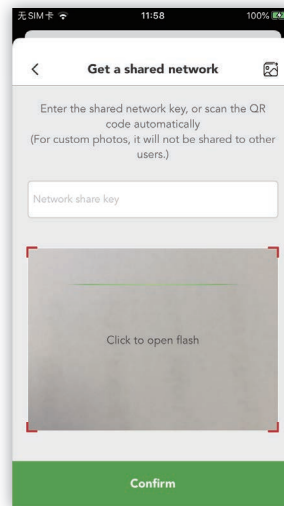 无SIM卡 11:58 100%
Get a shared network
Enter the shared network key, or scan the QR
code automatically
(For custom photos, it will not be shared to other
users.)
Network share key
Click to open flash
Confirm